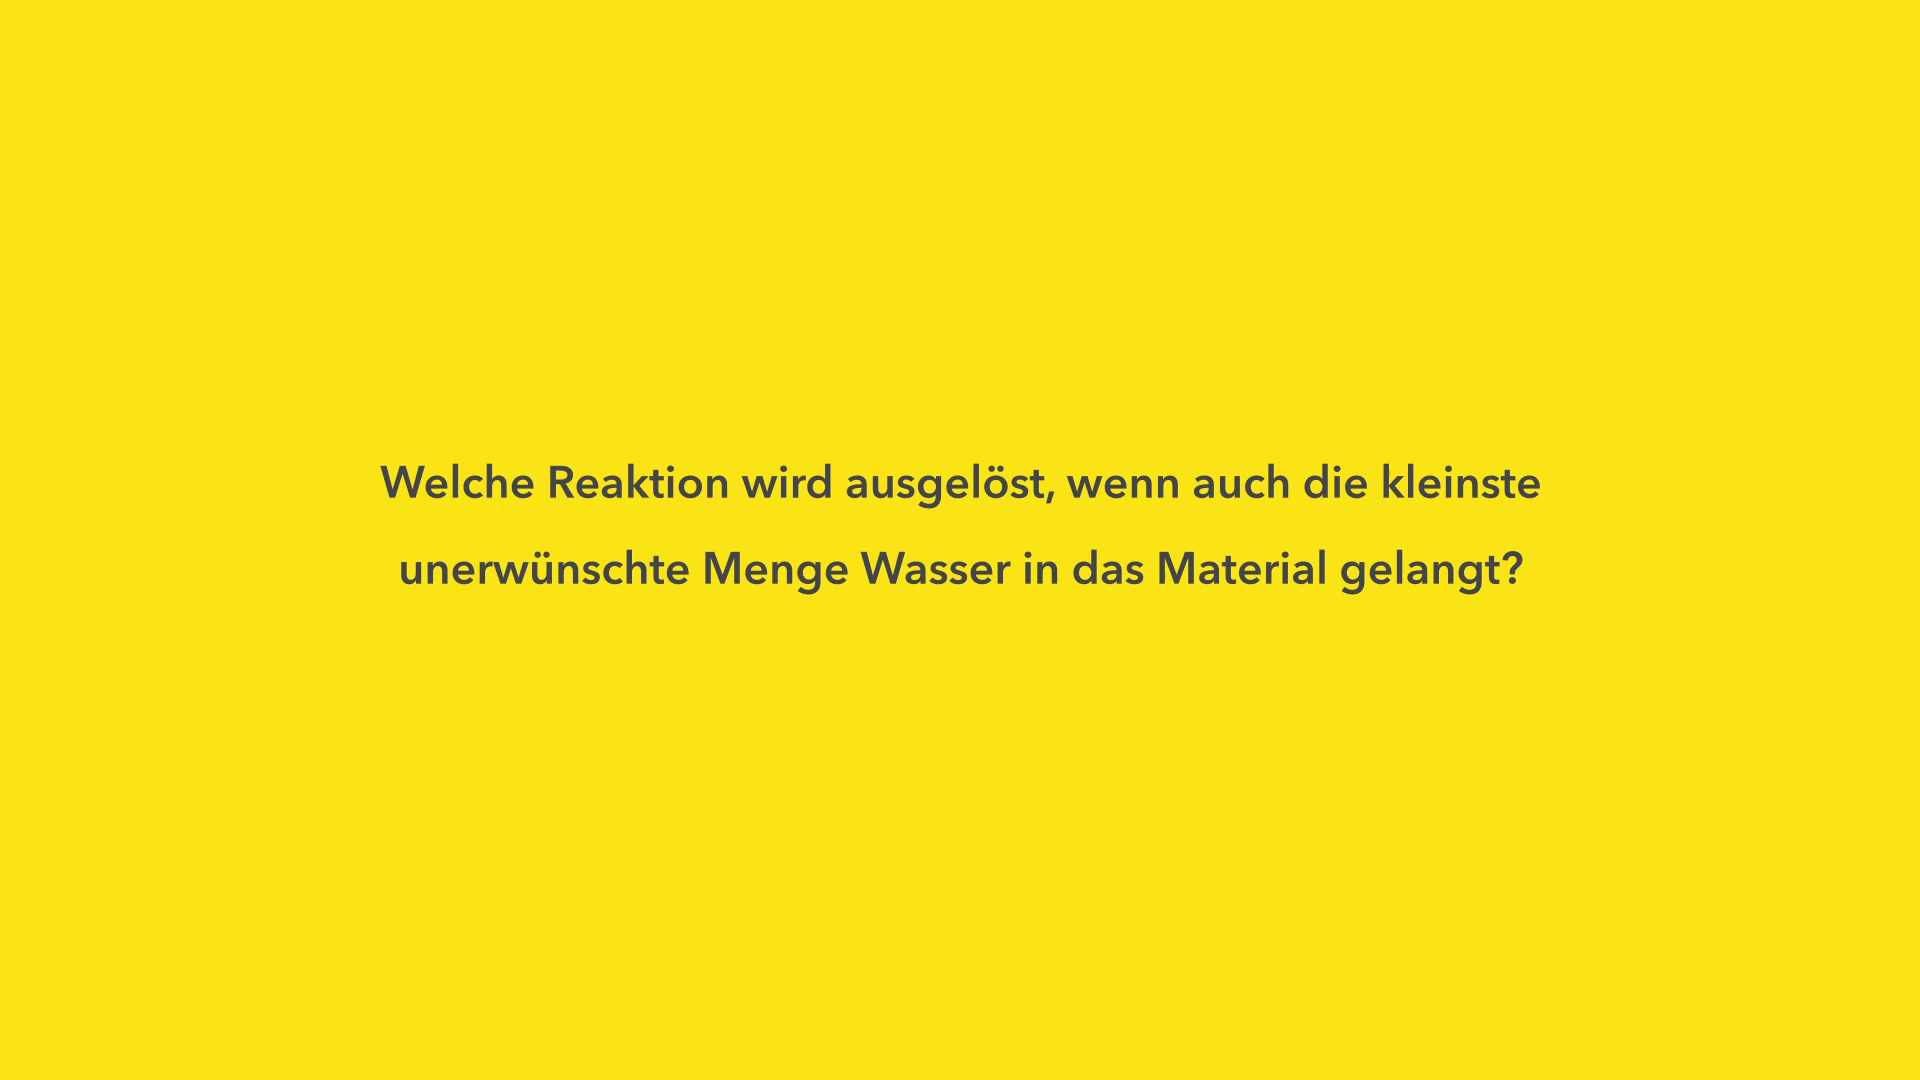 Welche Reaktion wird ausgelöst, wenn auch die kleinste
unerwünschte Menge Wasser in das Material gelangt?